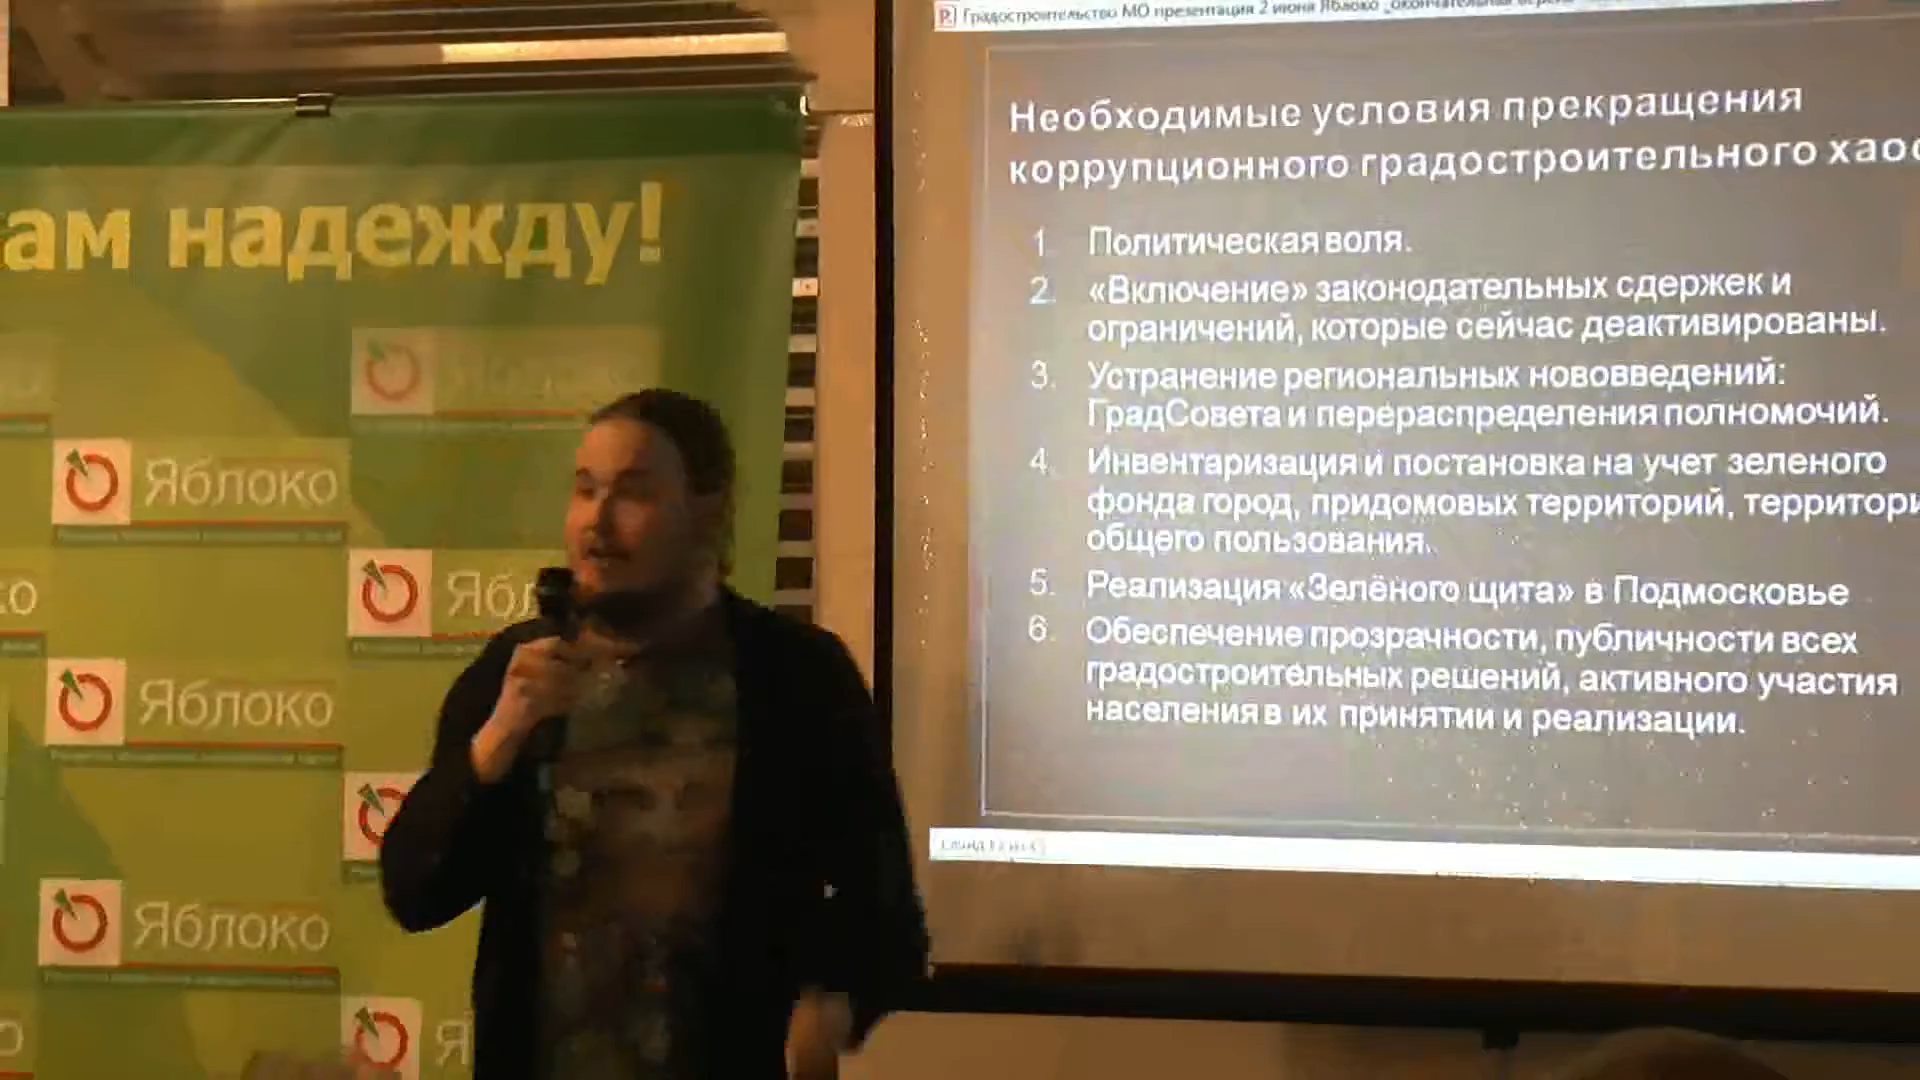 Градостроительство МО презентация 2 июня Яблоко
Необходимые условия прекращения
коррупционного градостроительного хаос
1. Политическая воля.
2. «Включение» законодательных сдержек и
ограничений, которые сейчас деактивированы.
3. Устранение региональных нововведений:
ГрадСовета и перераспределения полномочий.
4. Инвентаризация и постановка на учет зеленого
фонда город, придомовых территорий, территори
общего пользования.
5. Реализация «Зелёного щита» в Подмосковье
6. Обеспечение прозрачности, публичности всех
градостроительных решений, активного участия
населения в их принятии и реализации.
ам надежду!
Яблоко
Яблоко
Ябл
ко
Яблоко
Яблоко
Я